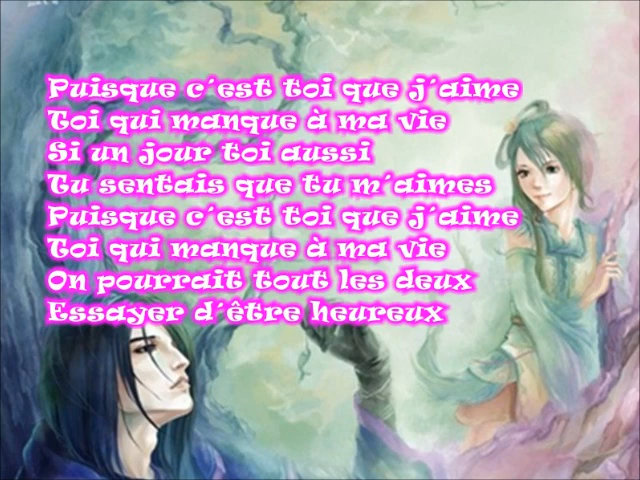 Puisque c'est toi que j'aime
Toi qui manque à ma vie
Si un jour toi aussi
Tu sentais que tu m'aimes
Puisque c'est toi que j'aime
Toi qui manque à ma vie
On pourrait tout les deux
Essayer d'être heureux